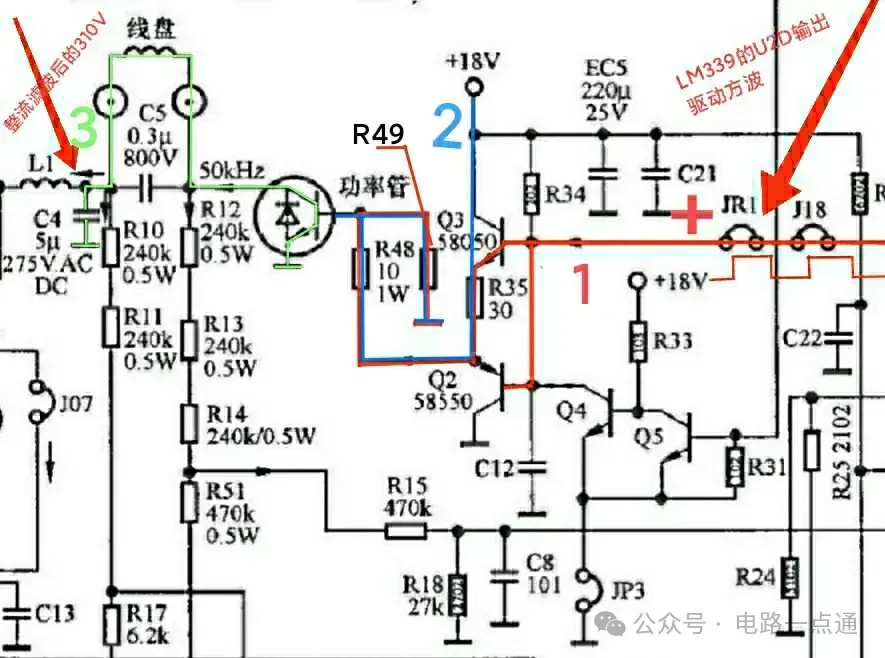 线盘
整流滤波后的310V
3
C5
0.3μ
800V
L1
50kHz
C4
5μ
275V.AC
DC
R10
240k
0.5W
R12
240k
0.5W
R11
240k
0.5W
R13
240k
0.5W
R14
240k/0.5W
R51
470k
0.5W
J07
C13
R17
6.2k
R49
功率管
R48
10
1W
+18V
2
EC5
220μ
25V
LM339的U2D输出
驱动方波
R34
C21
+
JR1
J18
Q3
58050
1
R35
30
+18V
R33
C22
Q2
58550
Q4
Q5
R31
R25 2102
C12
R15
470k
R18
27k
C8
101
JP3
R24
公众号 · 电路一点通